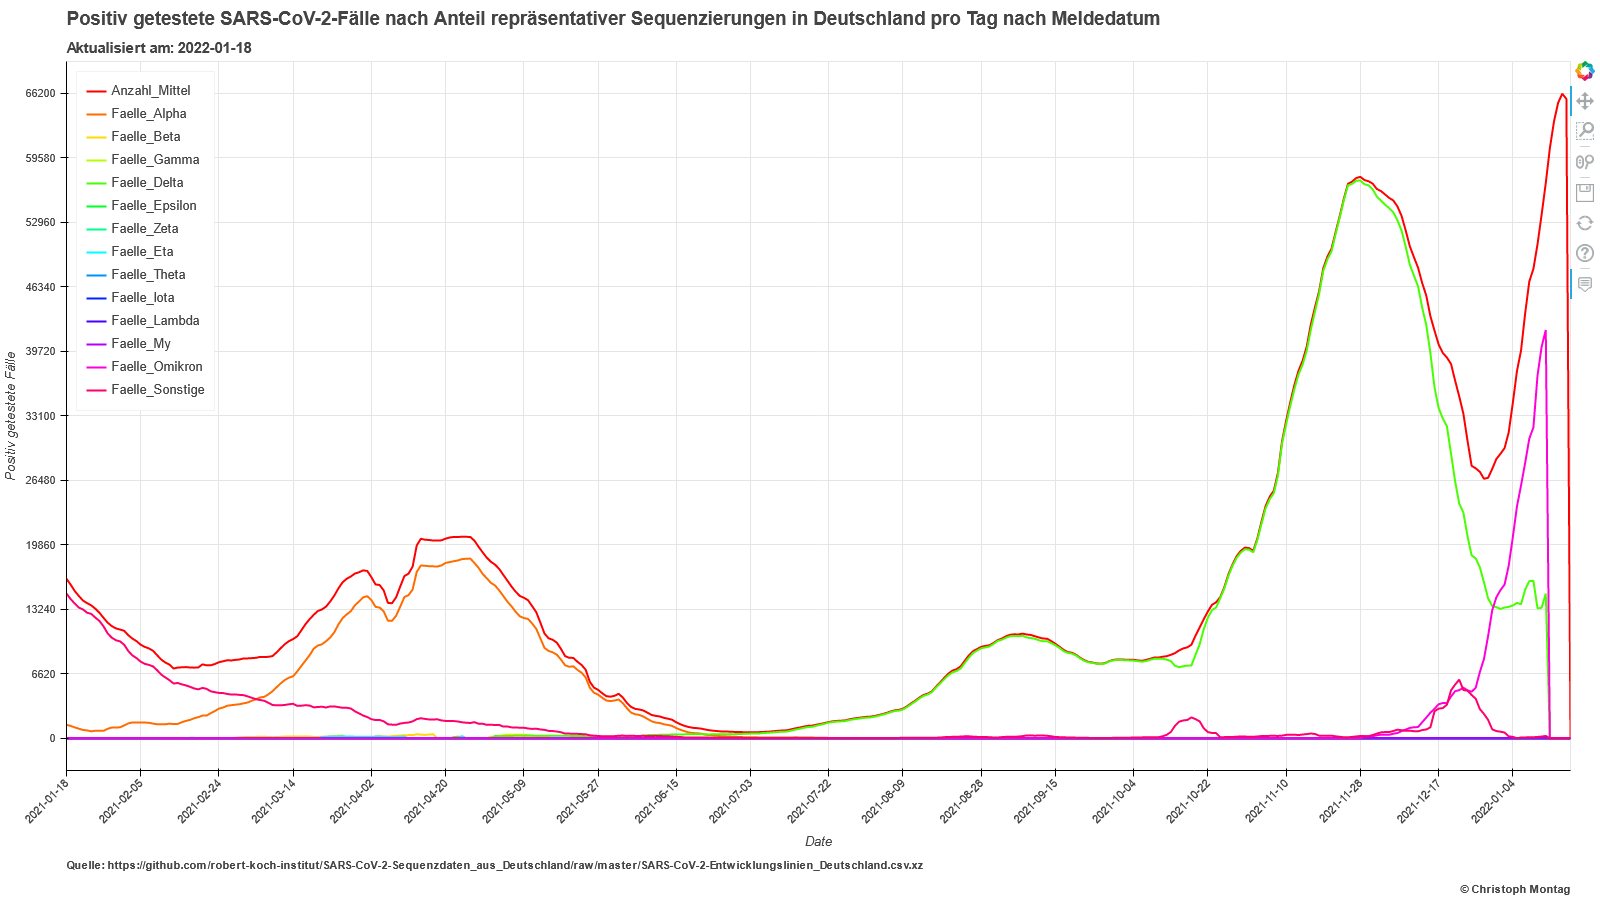 Positiv getestete SARS-CoV-2-Fälle nach Anteil repräsentativer Sequenzierungen in Deutschland pro Tag nach Meldedatum
Aktualisiert am: 2022-01-18
Anzahl_Mittel
Faelle_Alpha
Faelle_Beta
Faelle_Gamma
Faelle_Delta
Faelle_Epsilon
Faelle_Zeta
Faelle_Eta
Faelle_Theta
Faelle_Iota
Faelle_Lambda
Faelle_My
Faelle_Omikron
Faelle_Sonstige
Positiv getestete Fälle
66200
59580
52960
46340
39720
33100
26480
19860
13240
6620
0
2021-01-18
2021-02-05
2021-02-24
2021-03-14
2021-04-02
2021-04-20
2021-05-09
2021-05-27
2021-06-15
2021-07-03
2021-07-22
2021-08-09
2021-08-28
2021-09-15
2021-10-04
2021-10-22
2021-11-10
2021-11-28
2021-12-17
2022-01-04
Date
Quelle: https://github.com/robert-koch-institut/SARS-CoV-2-Sequenzdaten_aus_Deutschland/raw/master/SARS-CoV-2-Entwicklungslinien_Deutschland.csv.xz
© Christoph Montag